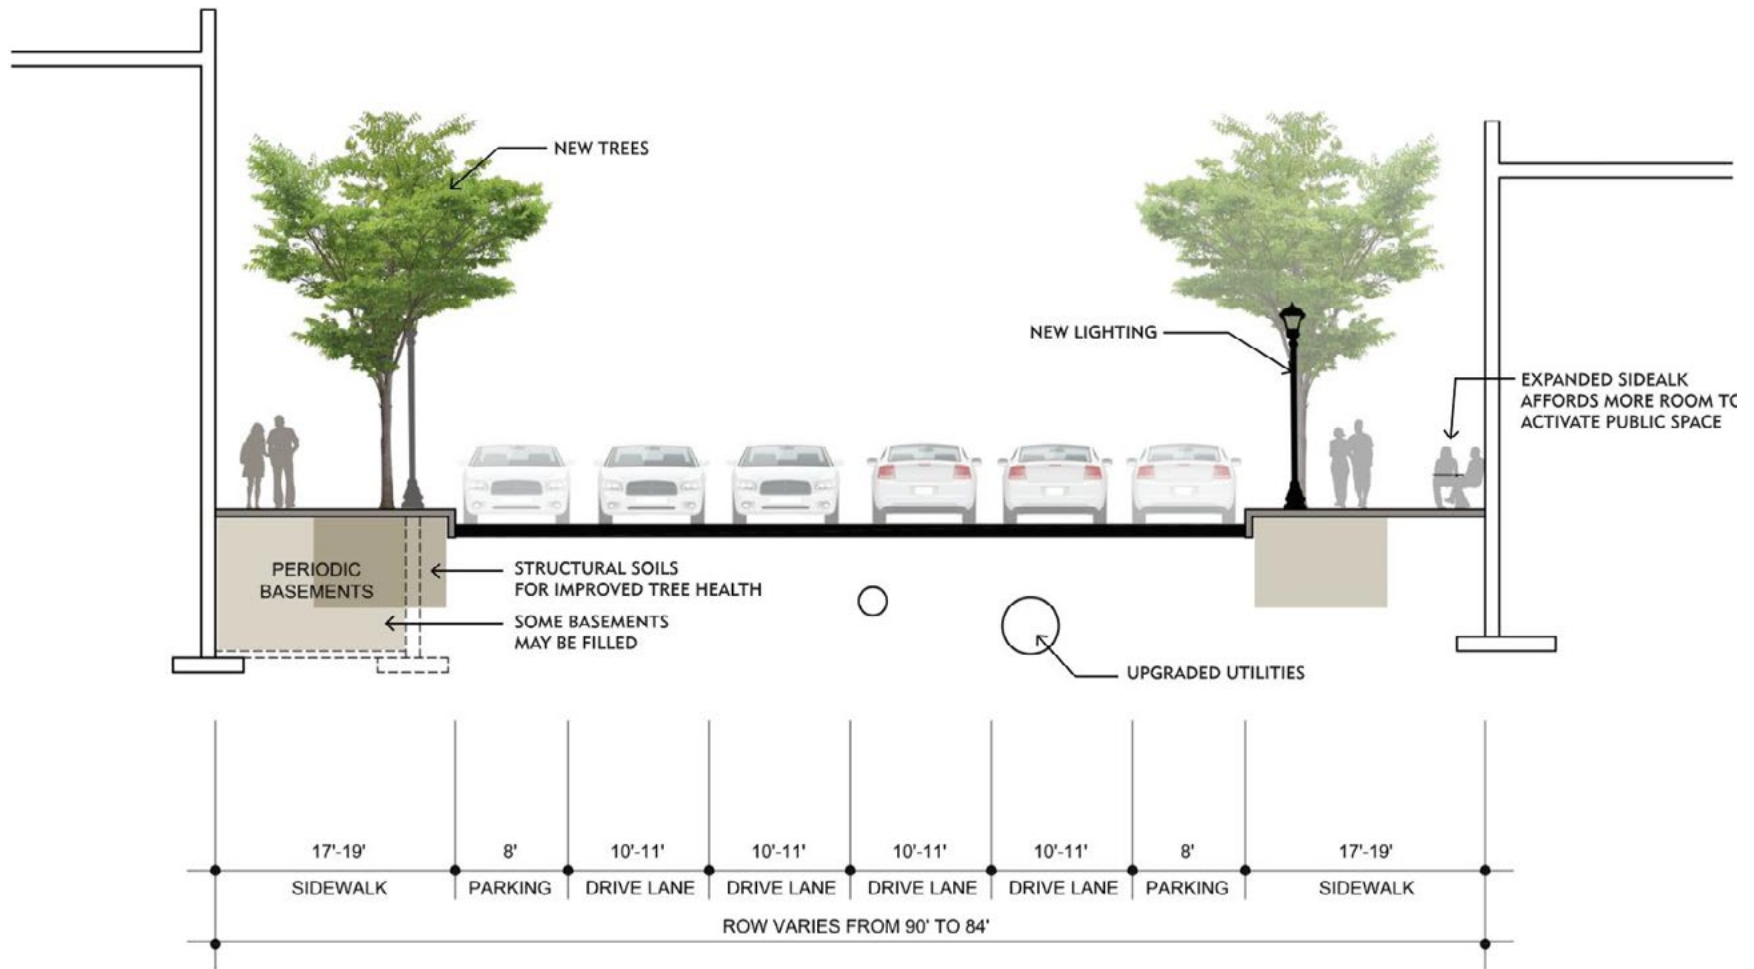 NEW TREES
NEW LIGHTING
EXPANDED SIDEALK
AFFORDS MORE ROOM TO
ACTIVATE PUBLIC SPACE
PERIODIC
BASEMENTS
STRUCTURAL SOILS
FOR IMPROVED TREE HEALTH
SOME BASEMENTS
MAY BE FILLED
UPGRADED UTILITIES
17'-19' 8' 10'-11' 10'-11' 10'-11' 10'-11' 8' 17'-19'
SIDEWALK PARKING DRIVE LANE DRIVE LANE DRIVE LANE DRIVE LANE PARKING SIDEWALK
ROW VARIES FROM 90' TO 84'